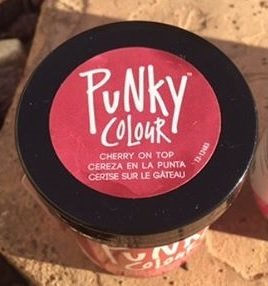 PUNKY
COLOUR
CHERRY ON TOP
CEREZA EN LA PUNTA
CERISE SUR LE GÂTEAU
PUNKY
COLOUR